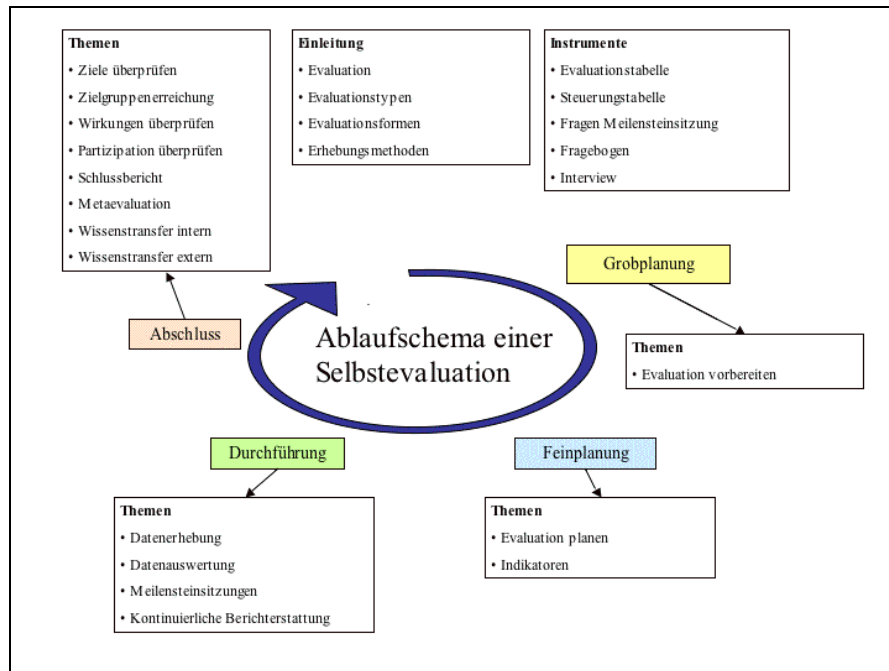 Themen
• Ziele überprüfen
• Zielgruppenerreichung
• Wirkungen überprüfen
• Partizipation überprüfen
• Schlussbericht
• Metaevaluation
• Wissenstransfer intern
• Wissenstransfer extern
Einleitung
• Evaluation
• Evaluationstypen
• Evaluationsformen
• Erhebungsmethoden
Instrumente
• Evaluationstabelle
• Steuerungstabelle
• Fragen Meilensteinsitzung
• Fragebogen
• Interview
Grobplanung
Abschluss
Ablaufschema einer
Selbstevaluation
Themen
• Evaluation vorbereiten
Durchführung
Feinplanung
Themen
• Datenerhebung
• Datenauswertung
• Meilensteinsitzungen
• Kontinuierliche Berichterstattung
Themen
• Evaluation planen
• Indikatoren